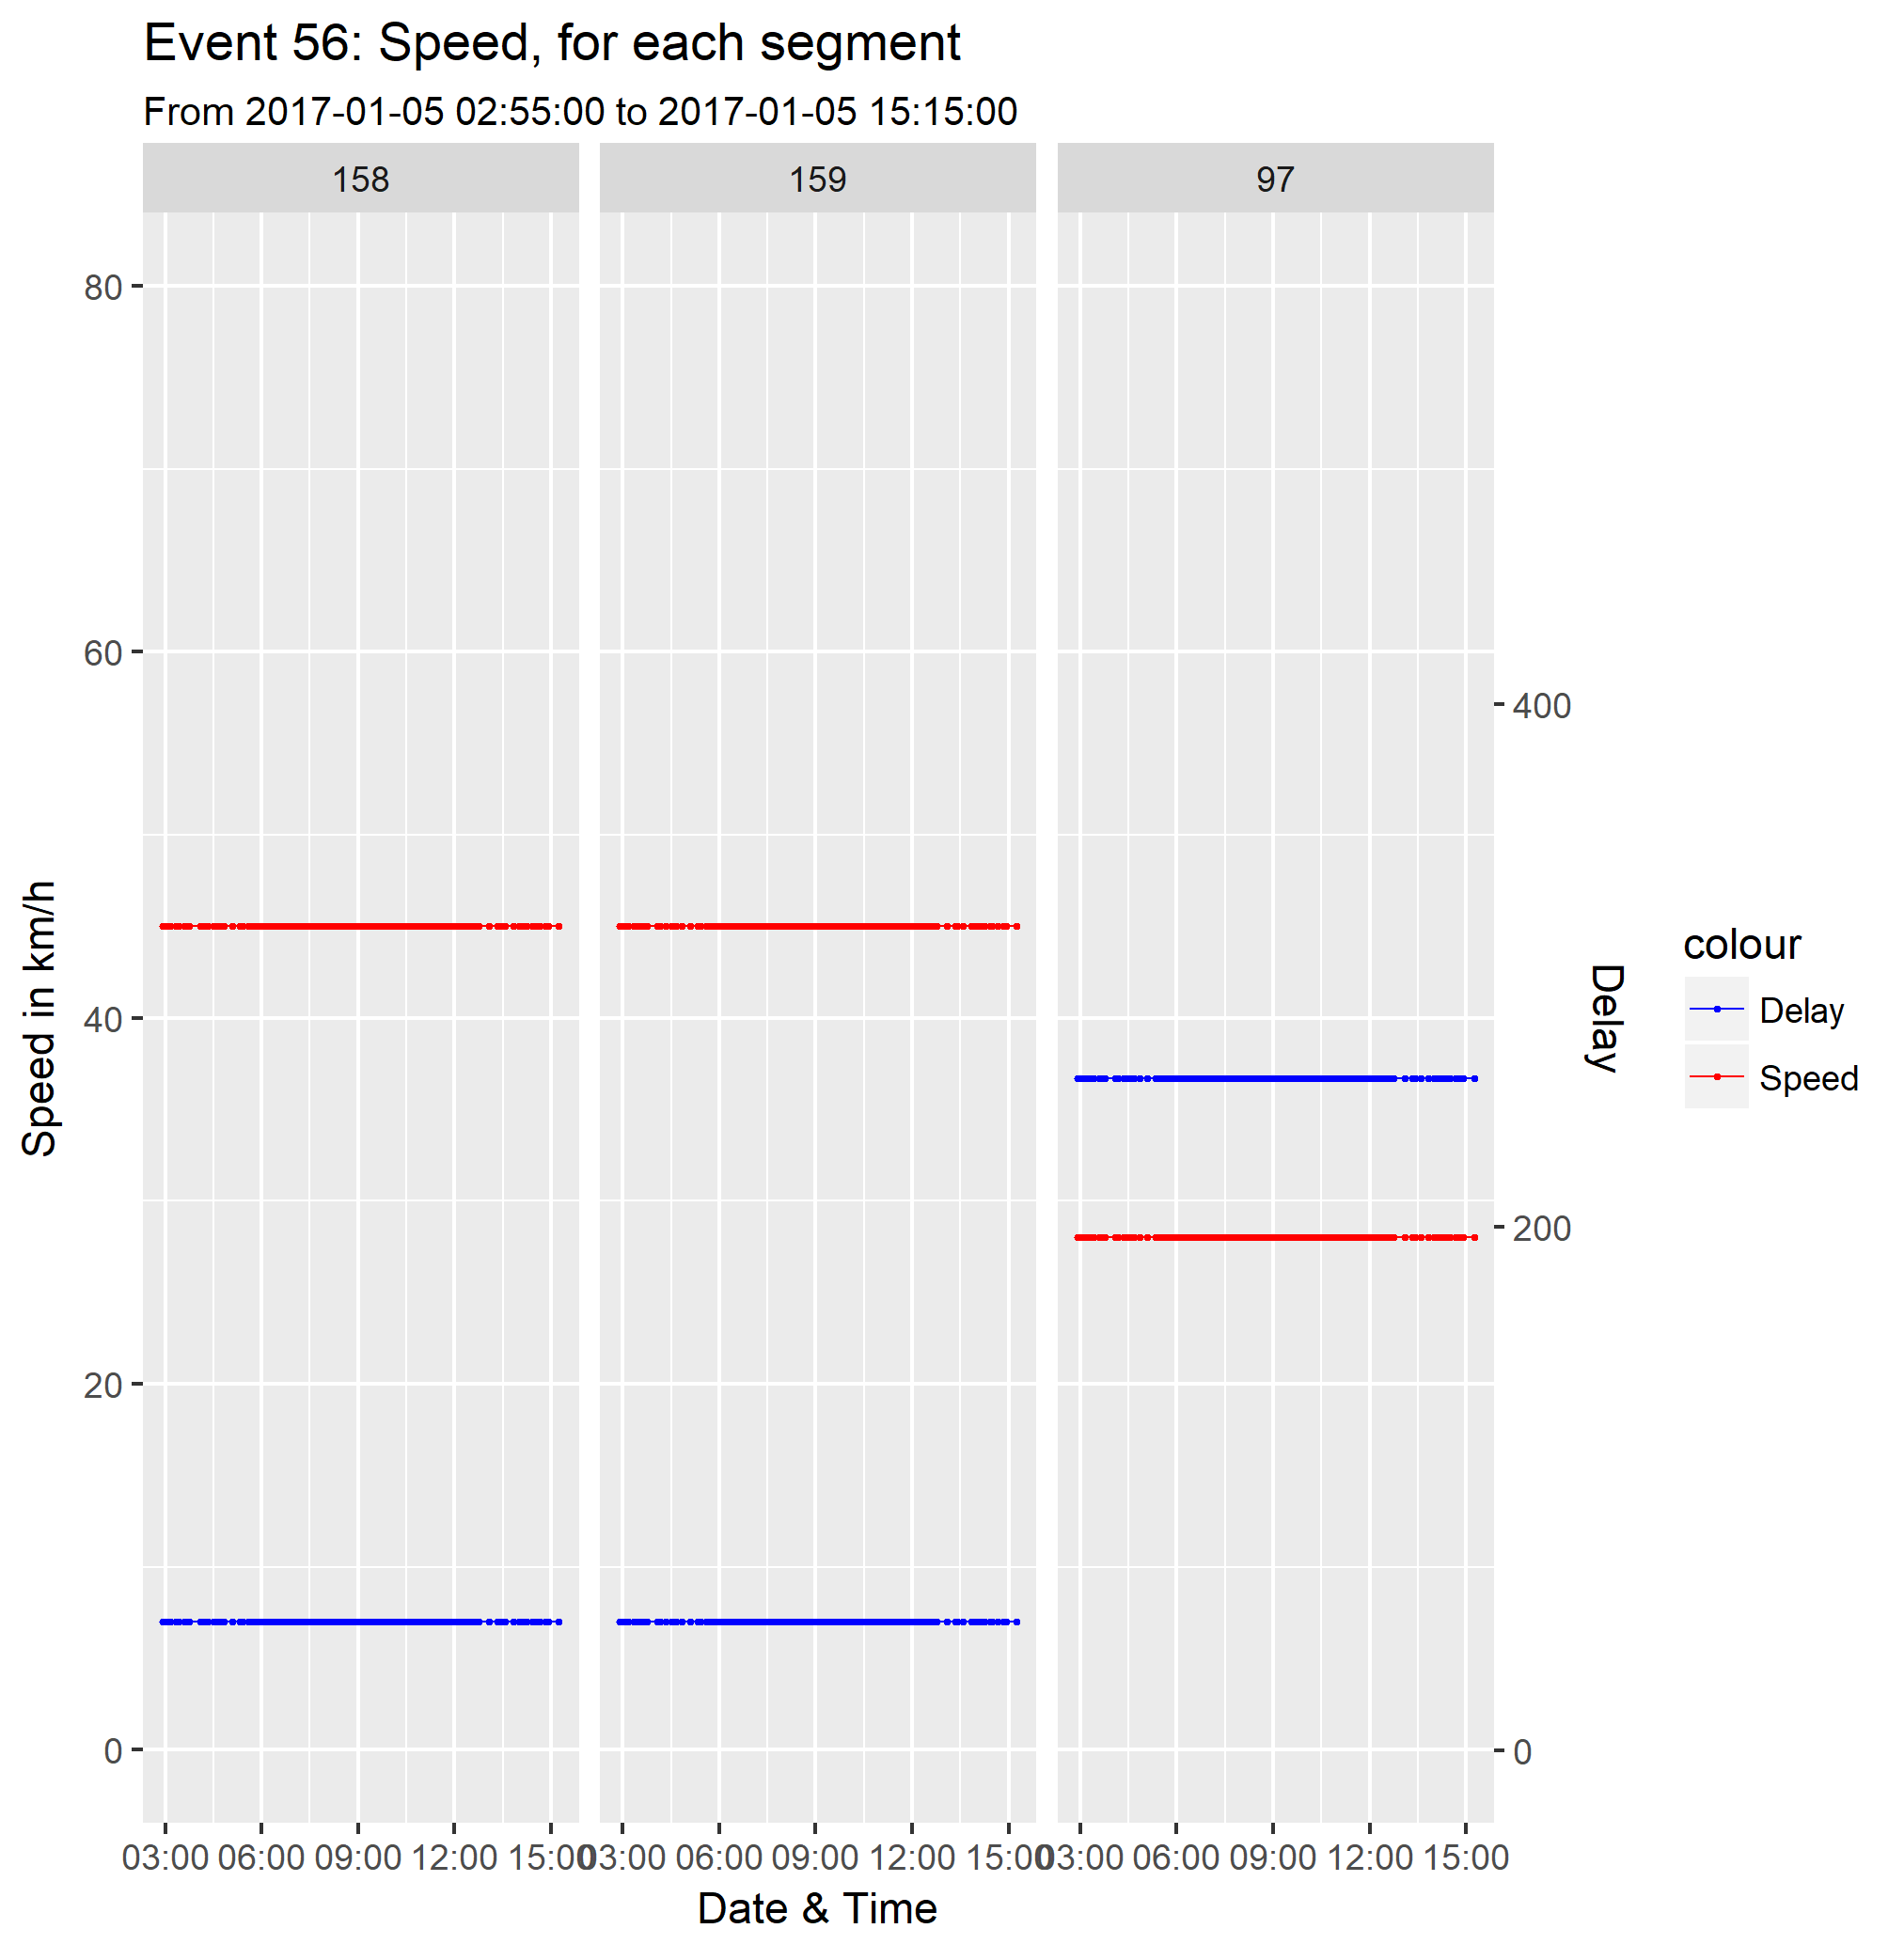 Event 56: Speed, for each segment
From 2017-01-05 02:55:00 to 2017-01-05 15:15:00
158 159 97
80
60
40
20
0
Speed in km/h
400
200
0
Delay
colour
Delay
Speed
03:00 06:00 09:00 12:00 15:00 03:00 06:00 09:00 12:00 15:00 03:00 06:00 09:00 12:00 15:00
Date & Time